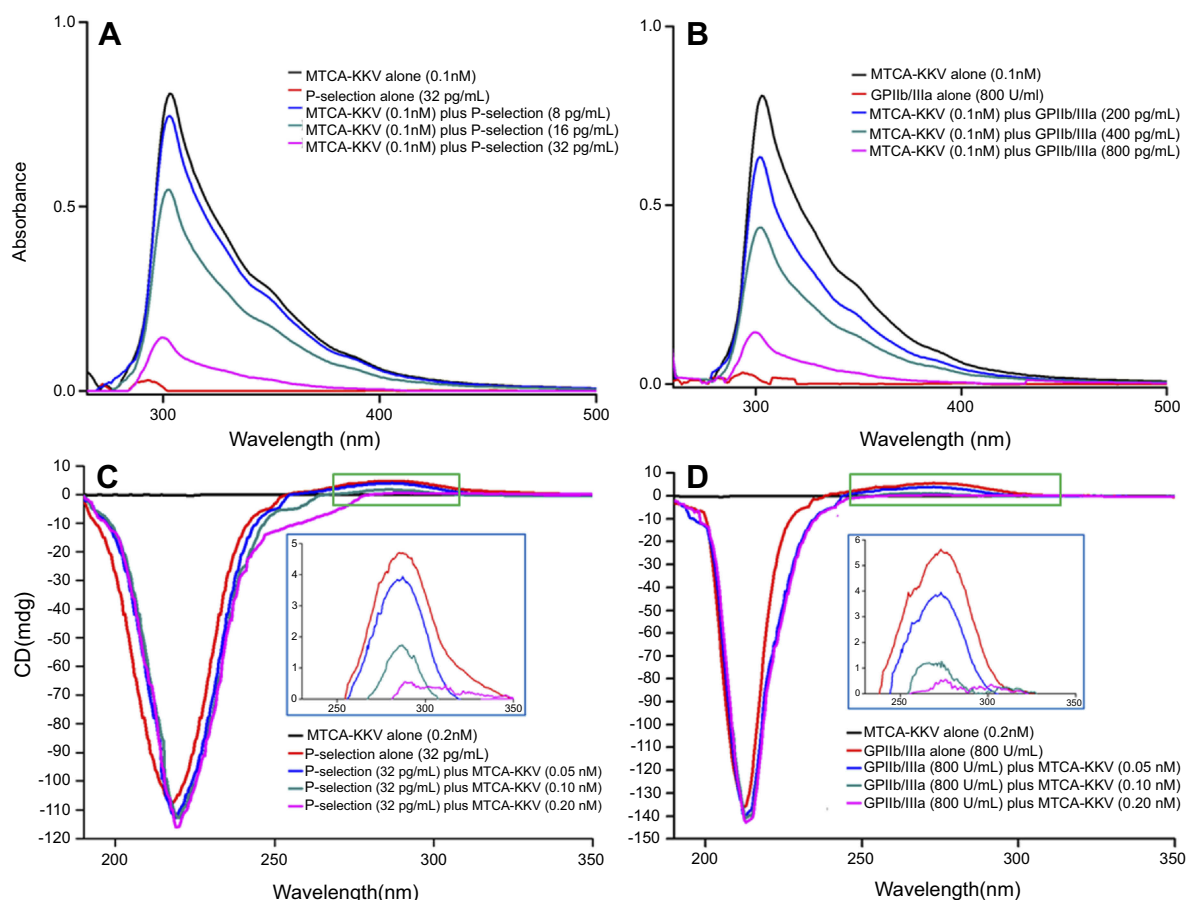 A
1.0
0.5
0.0
Absorbance
MTCA-KKV alone (0.1nM)
P-selection alone (32 pg/mL)
MTCA-KKV (0.1nM) plus P-selection (8 pg/mL)
MTCA-KKV (0.1nM) plus P-selection (16 pg/mL)
MTCA-KKV (0.1nM) plus P-selection (32 pg/mL)
300
400
500
Wavelength (nm)
B
1.0
0.5
0.0
MTCA-KKV alone (0.1nM)
GPIIb/IIIa alone (800 U/ml)
MTCA-KKV (0.1nM) plus GPIIb/IIIa (200 pg/mL)
MTCA-KKV (0.1nM) plus GPIIb/IIIa (400 pg/mL)
MTCA-KKV (0.1nM) plus GPIIb/IIIa (800 pg/mL)
300
400
500
Wavelength (nm)
C
10
0
-10
-20
-30
-40
-50
-60
-70
-80
-90
-100
-110
-120
CD(mdg)
5
4
3
2
1
0
250
300
350
MTCA-KKV alone (0.2nM)
P-selection alone (32 pg/mL)
P-selection (32 pg/mL) plus MTCA-KKV (0.05 nM)
P-selection (32 pg/mL) plus MTCA-KKV (0.10 nM)
P-selection (32 pg/mL) plus MTCA-KKV (0.20 nM)
200
250
300
350
Wavelength(nm)
D
10
0
-10
-20
-30
-40
-50
-60
-70
-80
-90
-100
-110
-120
-130
-140
-150
6
5
4
3
2
1
0
250
300
350
MTCA-KKV alone (0.2nM)
GPIIb/IIIa alone (800 U/mL)
GPIIb/IIIa (800 U/mL) plus MTCA-KKV (0.05 nM)
GPIIb/IIIa (800 U/mL) plus MTCA-KKV (0.10 nM)
GPIIb/IIIa (800 U/mL) plus MTCA-KKV (0.20 nM)
200
250
300
350
Wavelength(nm)